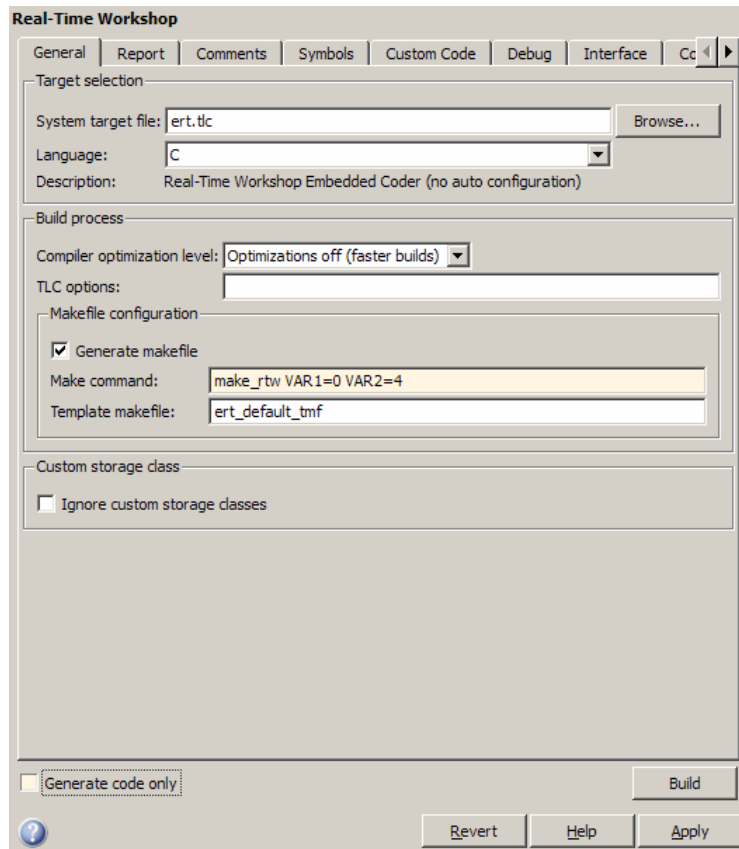 Real-Time Workshop
General Report Comments Symbols Custom Code Debug Interface
Target selection
System target file: ert.tlc Browse...
Language: C
Description: Real-Time Workshop Embedded Coder (no auto configuration)
Build process
Compiler optimization level: Optimizations off (faster builds)
TLC options:
Makefile configuration
Generate makefile
Make command: make_rtw VAR1=0 VAR2=4
Template makefile: ert_default_tmf
Custom storage class
Ignore custom storage classes
Generate code only Build
Revert Help Apply